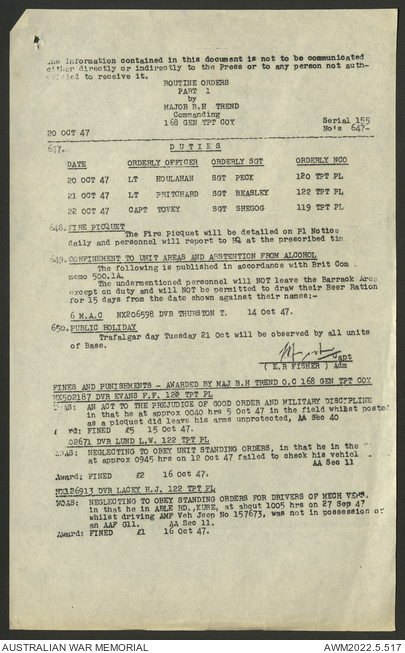 The information contained in this document is not to be communicated
either directly or indirectly to the Press or to any person not auth-
to receive it.
ROUTINE ORDERS
PART 1
by
MAJOR B.H TREND
Commanding
168 GEN TPT COY
Serial 155
20 OCT 47
No's 647-
647.
DUTIES
DATE ORDERLY OFFICER ORDERLY SGT ORDERLY NCO
20 OCT 47 LT HOULAHAN SGT PECK 120 TPT PL
21 OCT 47 LT PRITCHARD SGT BEASLEY 122 TPT PL
22 OCT 47 CAPT TOVEY SGT SHEGOG 119 TPT PL
648. FIRE PICQUET
The Fire Picquet will be detailed on Pl Notice
daily and personnel will report to HQ at the prescribed tim
649. CONFINEMENT TO UNIT AREAS AND ABSTENTION FROM ALCOHOL
The following is published in accordance with Brit Com
memo 500.1A.
The undermentioned personnel will NOT leave the Barrack Area
except on duty and will NOT be permitted to draw their Beer Ration
for 15 days from the date shown against their names:-
6 M.A.C NX206598 DVR THURSTON T. 14 Oct 47.
650. PUBLIC HOLIDAY
Trafalgar day Tuesday 21 Oct will be observed by all units
of Base.
Capt
( E.R FISHER ) Adm
FINES AND PUNISHMENTS - AWARDED BY MAJ B.H TREND O.C 168 GEN TPT COY
NX502187 DVR EVANS F.F. 122 TPT PL
WOAS: AN ACT TO THE PREJUDICE OF GOOD ORDER AND MILITARY DISCIPLINE
in that he at approx 0040 hrs 5 Oct 47 in the field whilst posted
as a picquet did leave his arms unprotected, AA Sec 40
Award: FINED £5 15 Oct 47.
02671 DVR LUND L.W. 122 TPT PL
WOAS: NEGLECTING TO OBEY UNIT STANDING ORDERS, in that he in the
at approx 0945 hrs on 12 Oct 47 failed to check his vehicl
AA Sec 11
Award; FINED £2 16 Oct 47.
NX126913 DVR LACEY H.J. 122 TPT PL
WOAS: NEGLECTING TO OBEY STANDING ORDERS FOR DRIVERS OF MECH VEHS,
in that he in ABLE RD.,KURE, at about 1005 hrs on 27 Sep 47
whilst driving AMF Veh Jeep No 157673, was not in possession of
an AAF G11. AA Sec 11.
Award: FINED £1 16 Oct 47.
AUSTRALIAN WAR MEMORIAL
AWM2022.5.517